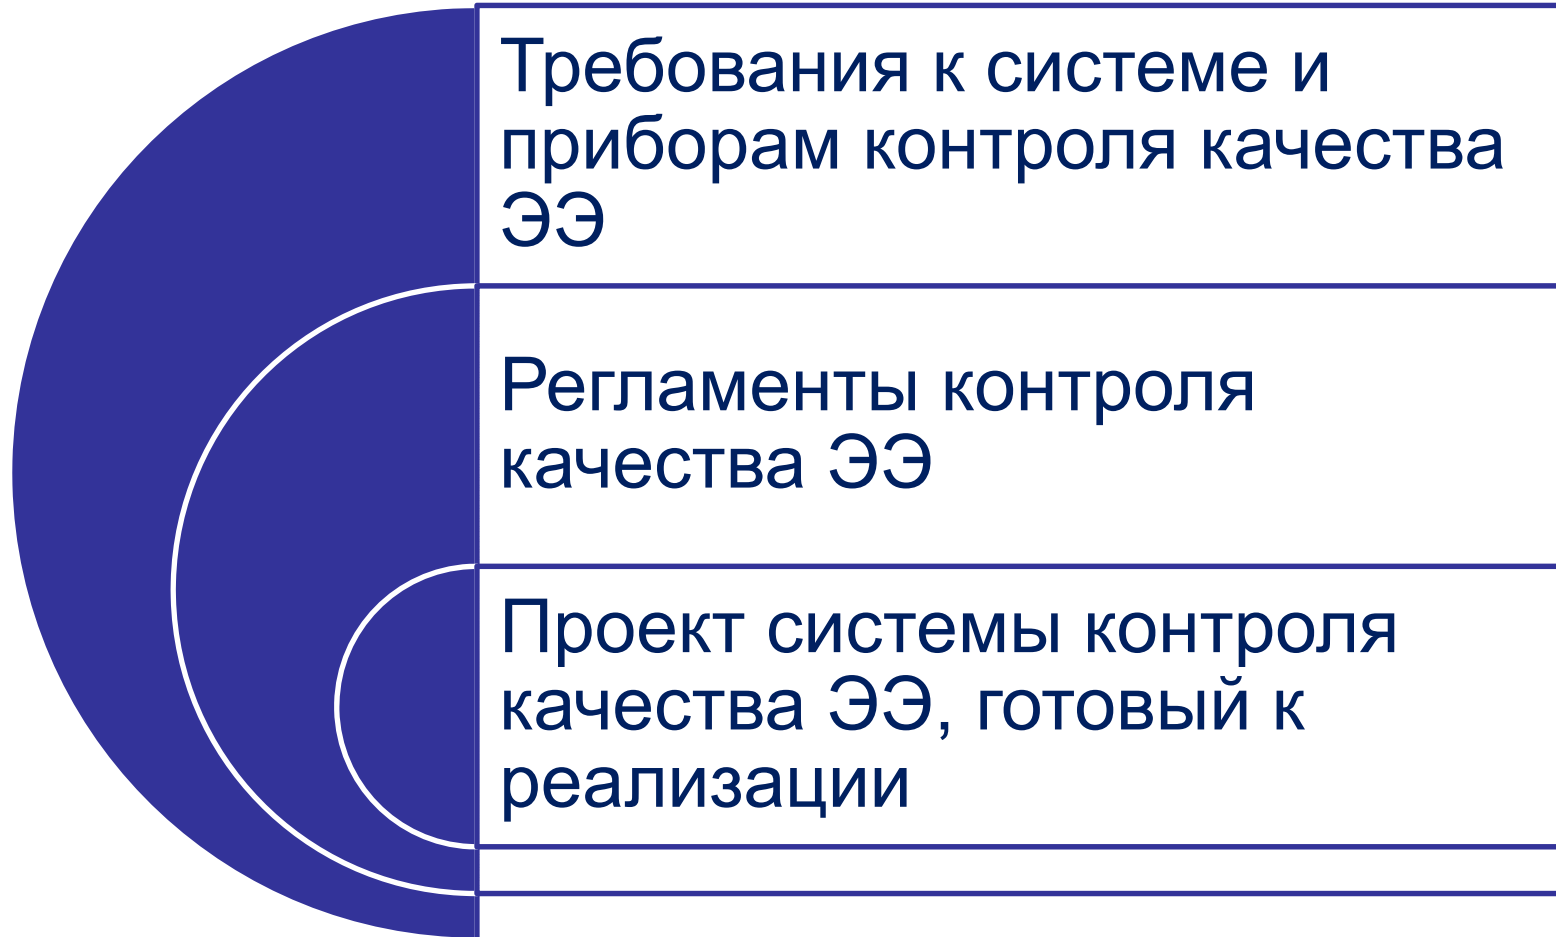 Требования к системе и
приборам контроля качества
ЭЭ
Регламенты контроля
качества ЭЭ
Проект системы контроля
качества ЭЭ, готовый к
реализации